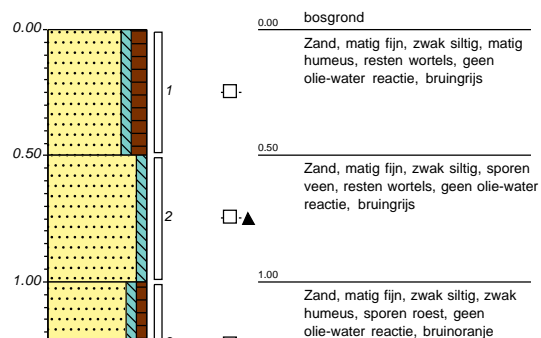 0.00
0.00
bosgrond
Zand, matig fijn, zwak siltig, matig
humeus, resten wortels, geen
olie-water reactie, bruingrijs
1
0.50
0.50
Zand, matig fijn, zwak siltig, sporen
veen, resten wortels, geen olie-water
reactie, bruingrijs
2
1.00
1.00
Zand, matig fijn, zwak siltig, zwak
humeus, sporen roest, geen
olie-water reactie, bruinoranje